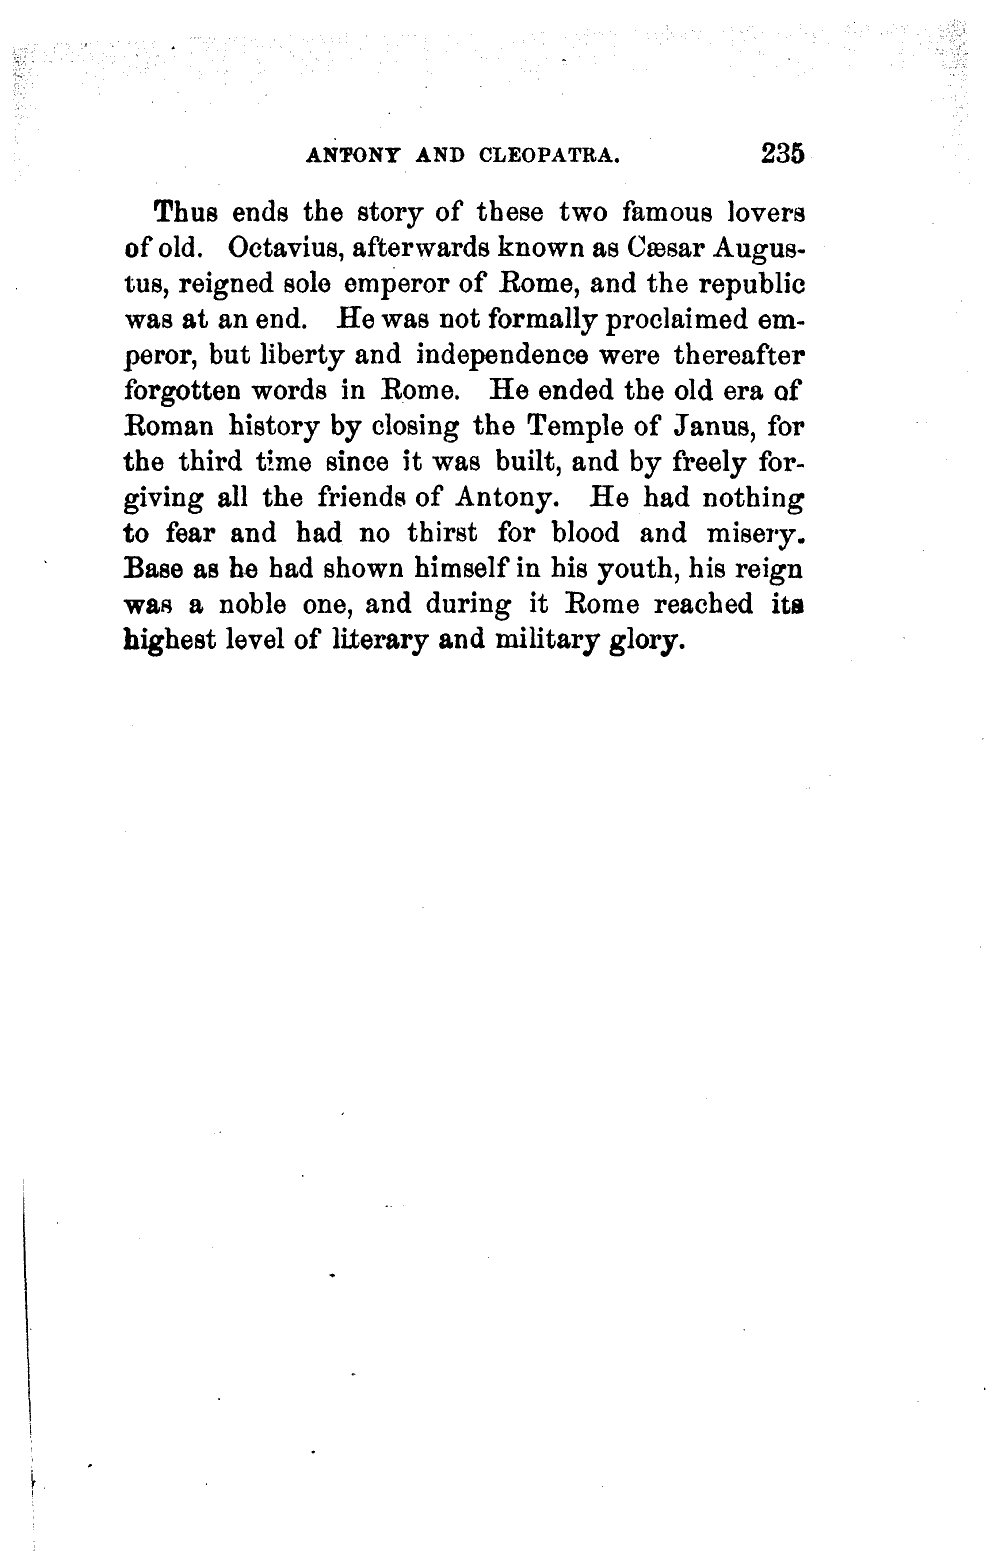 ANTONY AND CLEOPATRA. 235
Thus ends the story of these two famous lovers
of old. Octavius, afterwards known as Cæsar Augus-
tus, reigned sole emperor of Rome, and the republic
was at an end. He was not formally proclaimed em-
peror, but liberty and independence were thereafter
forgotten words in Rome. He ended the old era of
Roman history by closing the Temple of Janus, for
the third time since it was built, and by freely for-
giving all the friends of Antony. He had nothing
to fear and had no thirst for blood and misery.
Base as he had shown himself in his youth, his reign
was a noble one, and during it Rome reached its
highest level of literary and military glory.